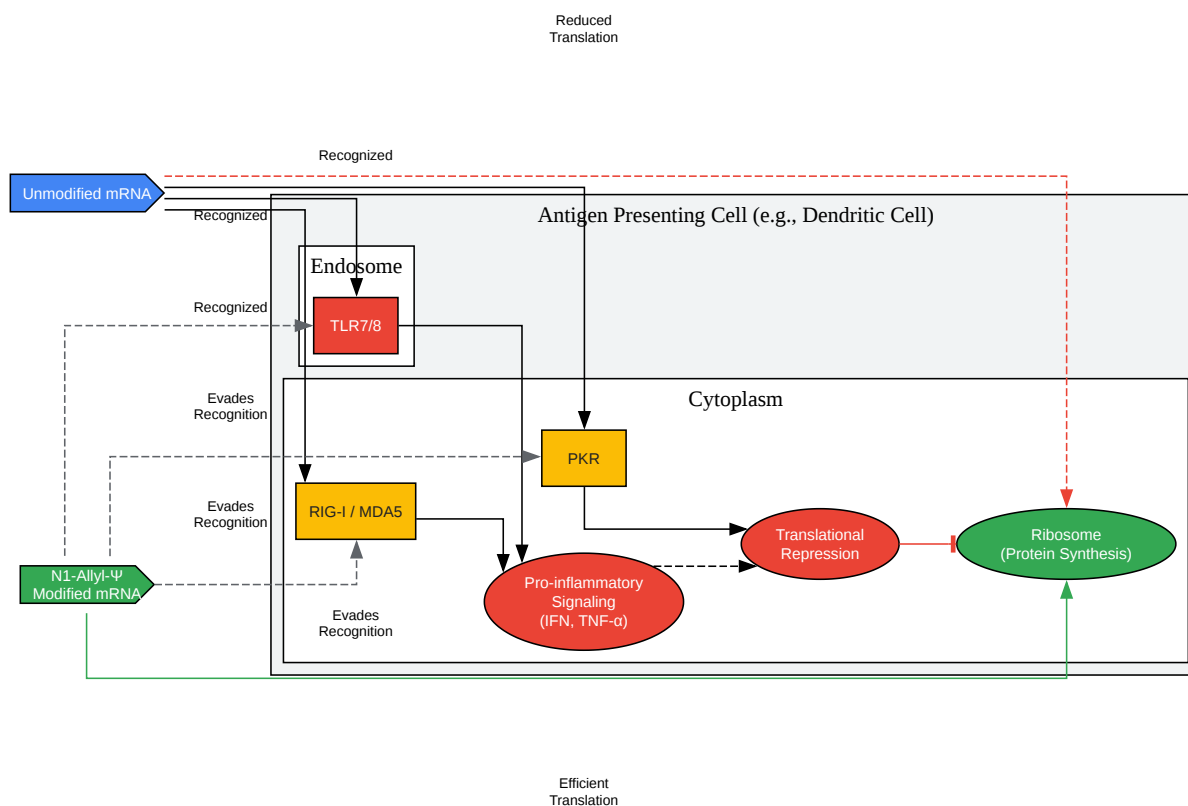 Reduced
Translation
Recognized
Unmodified mRNA
Recognized
Antigen Presenting Cell (e.g., Dendritic Cell)
Endosome
Recognized
TLR7/8
Evades
Recognition
Cytoplasm
PKR
Evades
Recognition
RIG-I / MDA5
Translational
Repression
Ribosome
(Protein Synthesis)
N1-Allyl-Ψ
Modified mRNA
Pro-inflammatory
Signaling
(IFN, TNF-α)
Evades
Recognition
Efficient
Translation